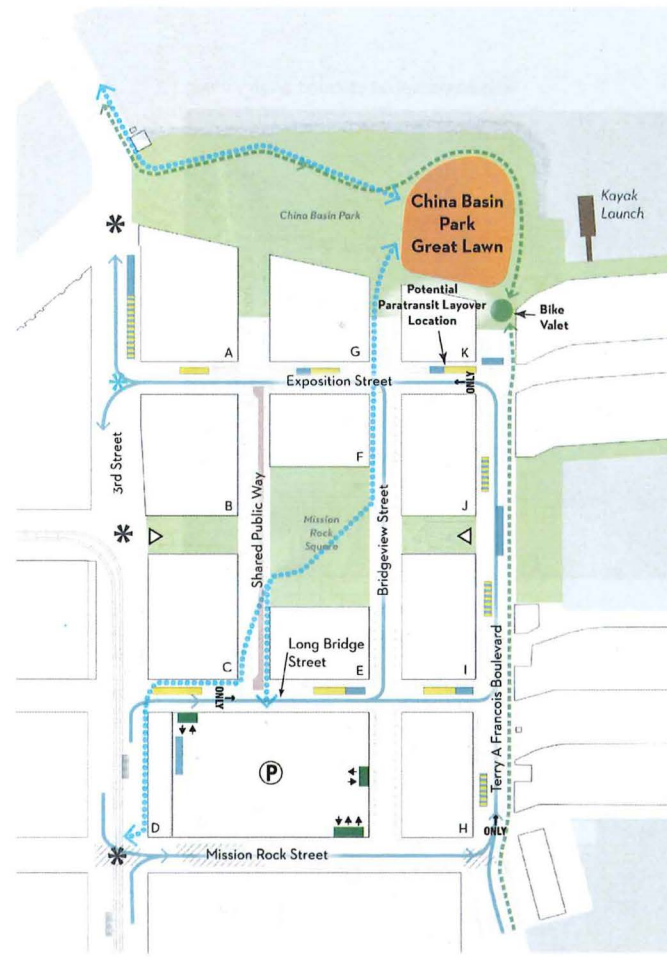 China Basin
Park
Great Lawn
Kayak
Launch
China Basin Park
Potential
Paratransit Layover
Location
Bike
Valet
A
G
K
ONLY
Exposition Street
3rd Street
F
B
J
Shared Public Way
Mission
Rock
Square
Bridgeview Street
Terry A Francois Boulevard
C
Long Bridge
Street
E
I
ONLY
P
D
H
ONLY
Mission Rock Street